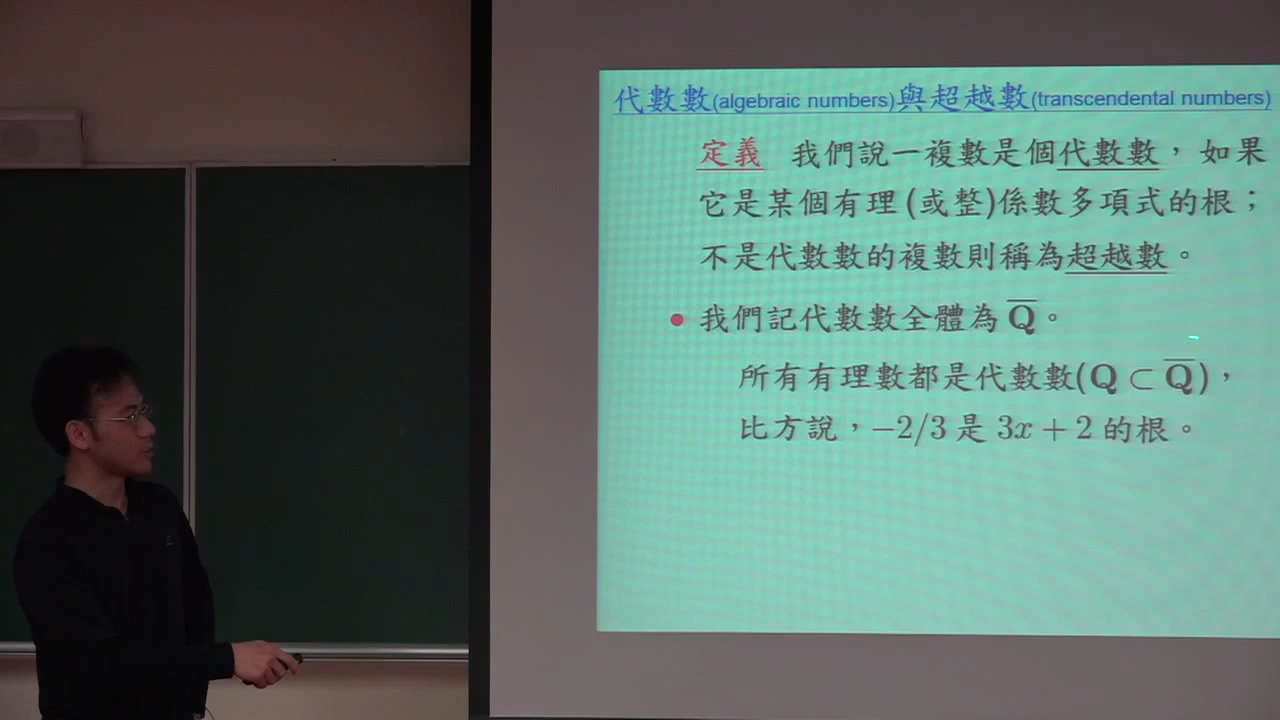 代數數(algebraic numbers)與超越數(transcendental numbers)
定義 我們說一複數是個代數數，如果
它是某個有理(或整)係數多項式的根；
不是代數數的複數則稱為超越數。
• 我們記代數數全體為 Q̅。
所有有理數都是代數數(Q ⊂ Q̅)，
比方說，−2/3 是 3x + 2 的根。